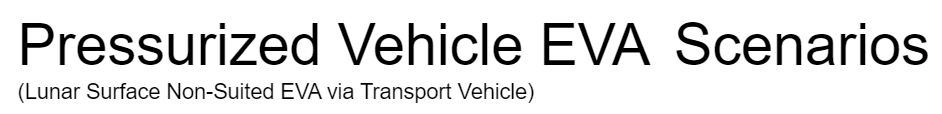 Pressurized Vehicle EVA Scenarios
(Lunar Surface Non-Suited EVA via Transport Vehicle)